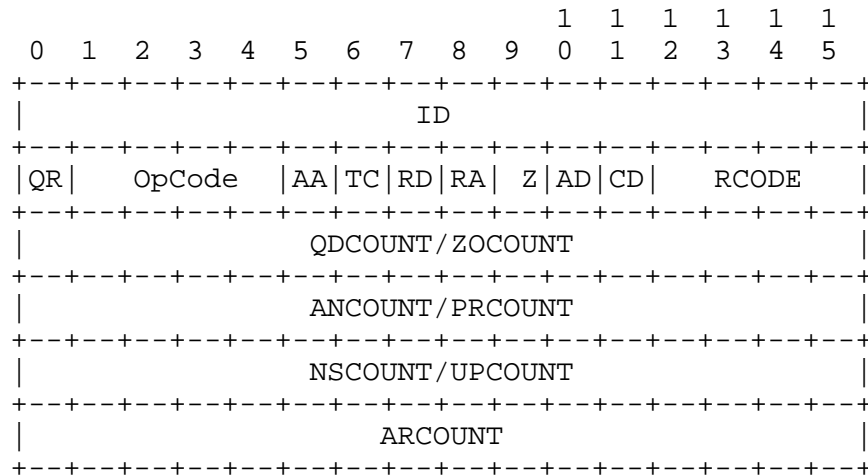 1  1  1  1  1  1
   0  1  2  3  4  5  6  7  8  9  0  1  2  3  4  5
 +--+--+--+--+--+--+--+--+--+--+--+--+--+--+--+--+
 |                      ID                       |
 +--+--+--+--+--+--+--+--+--+--+--+--+--+--+--+--+
 |QR|   OpCode  |AA|TC|RD|RA| Z|AD|CD|   RCODE   |
 +--+--+--+--+--+--+--+--+--+--+--+--+--+--+--+--+
 |                QDCOUNT/ZOCOUNT                |
 +--+--+--+--+--+--+--+--+--+--+--+--+--+--+--+--+
 |                ANCOUNT/PRCOUNT                |
 +--+--+--+--+--+--+--+--+--+--+--+--+--+--+--+--+
 |                NSCOUNT/UPCOUNT                |
 +--+--+--+--+--+--+--+--+--+--+--+--+--+--+--+--+
 |                    ARCOUNT                    |
 +--+--+--+--+--+--+--+--+--+--+--+--+--+--+--+--+